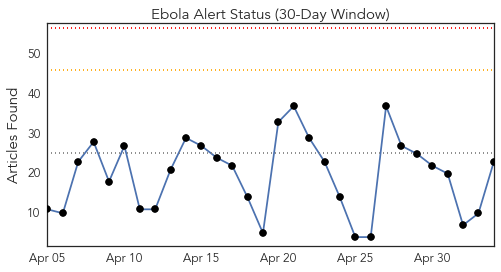 Ebola Alert Status (30-Day Window)
Articles Found
50
40
30
20
10
Apr 05 Apr 10 Apr 15 Apr 20 Apr 25 Apr 30